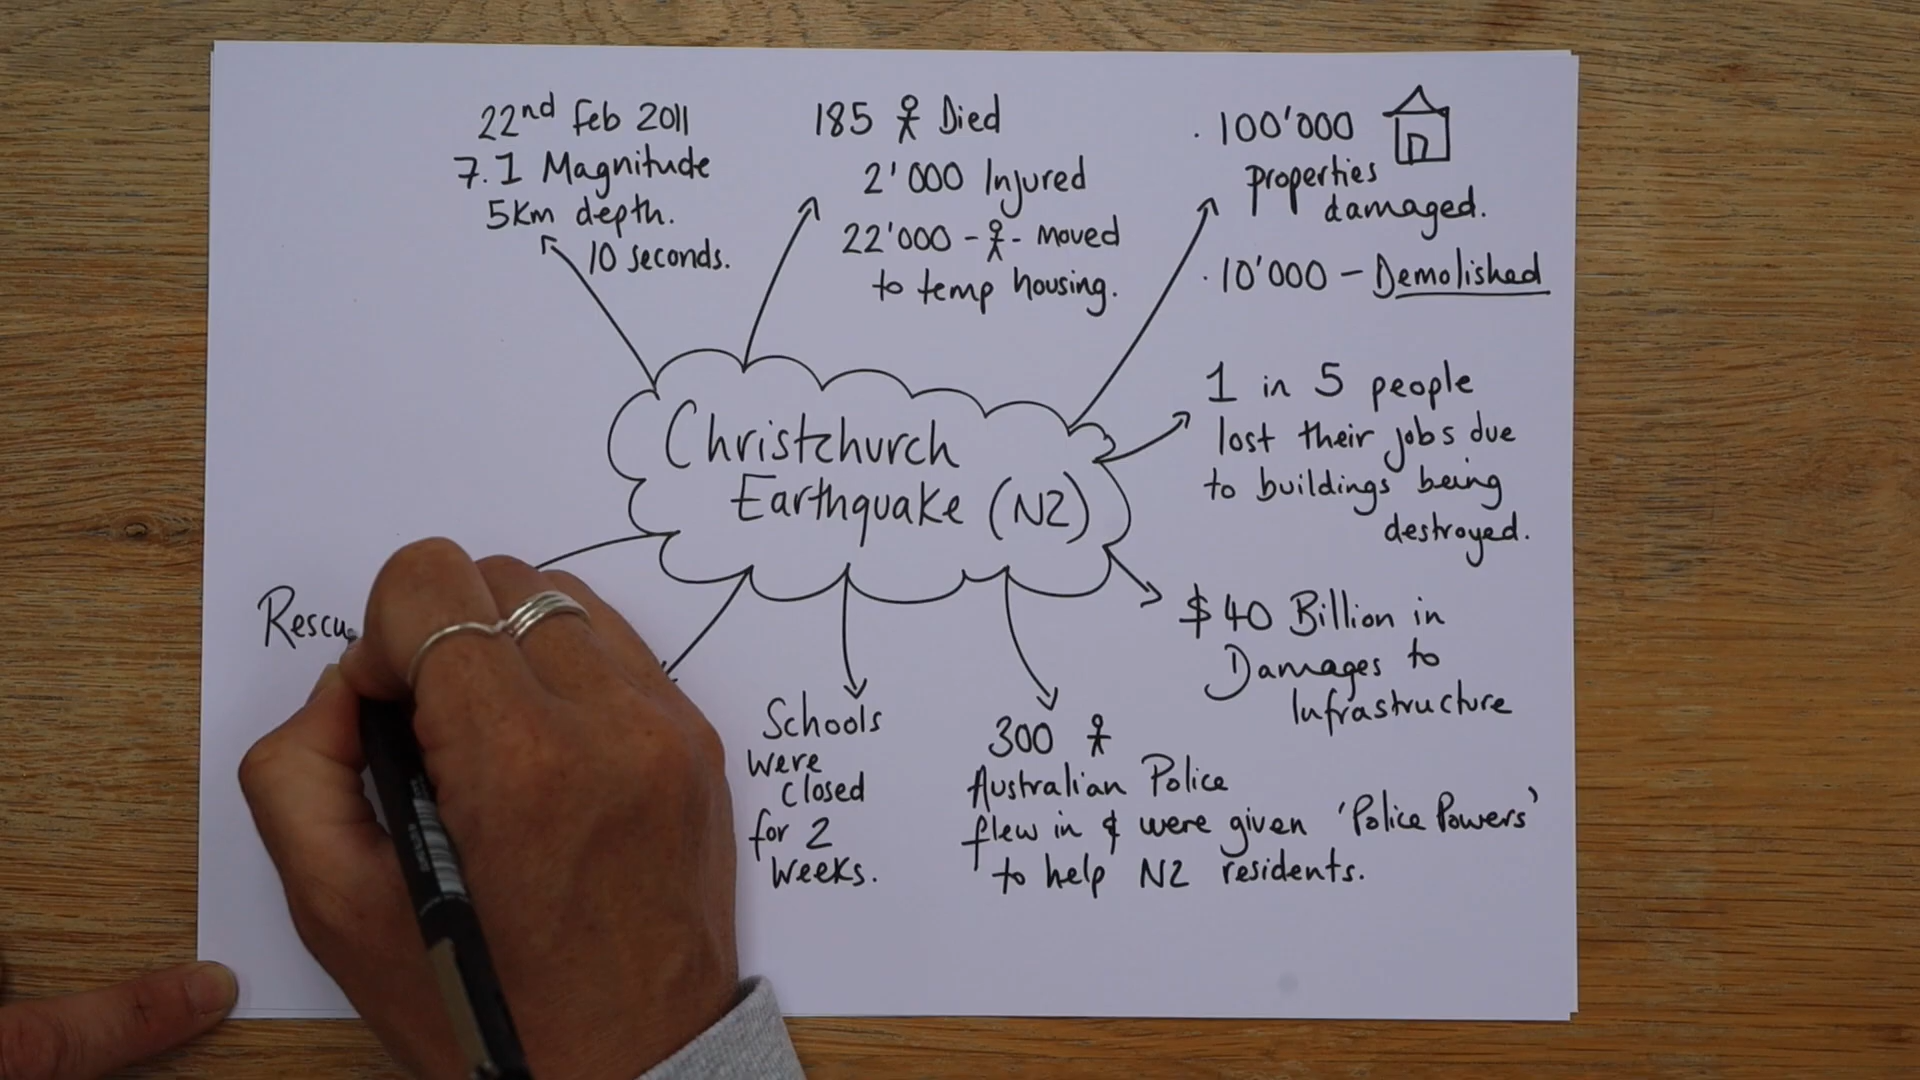 22nd Feb 2011
7.1 Magnitude
5km depth.
10 seconds.
185 Died
2'000 Injured
22'000 - - moved
to temp housing.
. 100'000
properties
damaged.
. 10'000 - Demolished
1 in 5 people
lost their jobs due
to buildings being
destroyed.
Christchurch
Earthquake (NZ)
$40 Billion in
Damages to
Infrastructure
Rescu
Schools
were
closed
for 2
weeks.
300
Australian Police
flew in & were given 'Police Powers'
to help NZ residents.